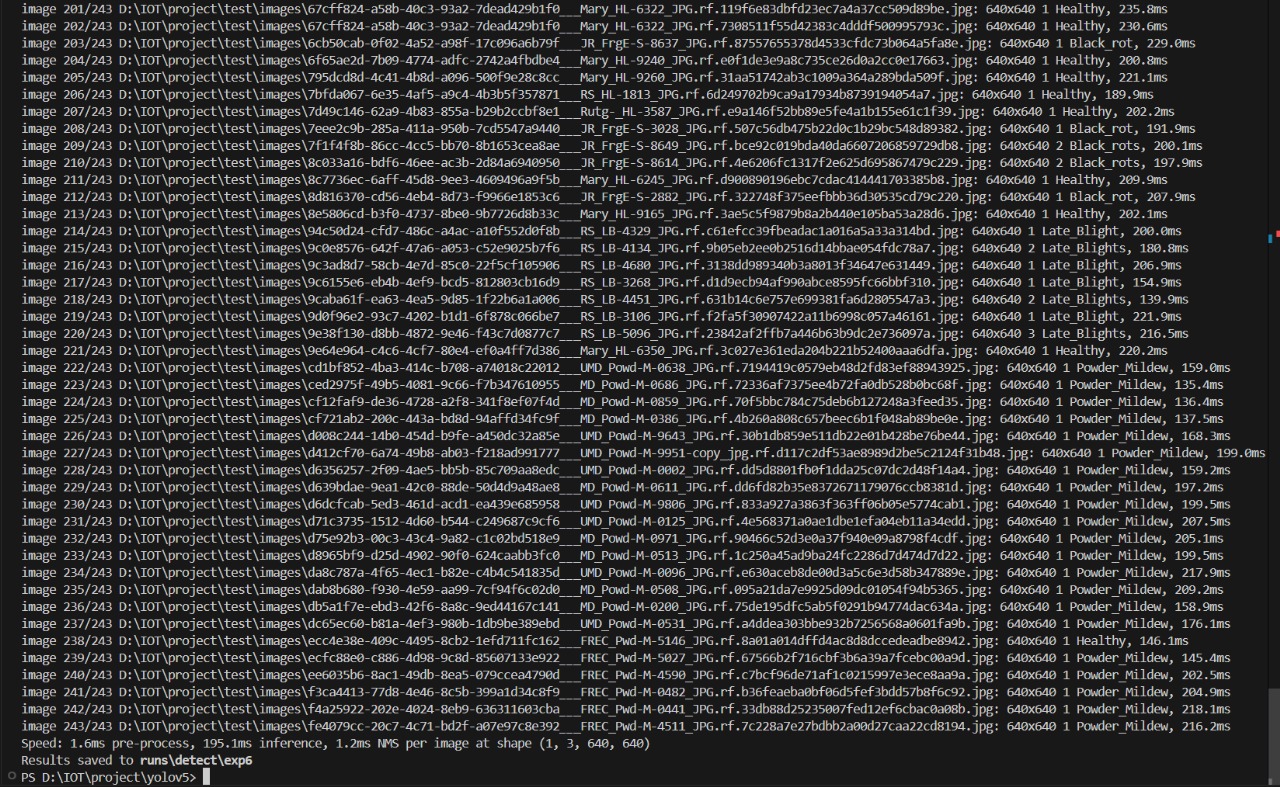 image 201/243 D:\IOT\project\test\images\67cff824-a58b-40c3-93a2-7dead429b1f0___Mary_HL-6322_JPG.rf.119f6e83dbfd23ec7a4a37cc509d89be.jpg: 640x640 1 Healthy, 235.8ms
image 202/243 D:\IOT\project\test\images\67cff824-a58b-40c3-93a2-7dead429b1f0___Mary_HL-6322_JPG.rf.7308511f55d42383c4dddf500995793c.jpg: 640x640 1 Healthy, 230.6ms
image 203/243 D:\IOT\project\test\images\6cb50cab-0f02-4a52-a98f-17c096a6b79f___JR_FrgE-S-8637_JPG.rf.87557655378d4533cfdc73b064a5fa8e.jpg: 640x640 1 Black_rot, 229.0ms
image 204/243 D:\IOT\project\test\images\6f65ae2d-7b09-4774-adfc-2742a4fbdbe4___Mary_HL-9240_JPG.rf.e0f1de3e9a8c735ce26d0a2cc0e17663.jpg: 640x640 1 Healthy, 200.8ms
image 205/243 D:\IOT\project\test\images\795dcd8d-4c41-4b8d-a096-500f9e28c8cc___Mary_HL-9260_JPG.rf.31aa51742ab3c1009a364a289bda509f.jpg: 640x640 1 Healthy, 221.1ms
image 206/243 D:\IOT\project\test\images\7bfda067-6e35-4af5-a9c4-4b3b5f357871___RS_HL-1813_JPG.rf.6d249702b9ca9a17934b8739194054a7.jpg: 640x640 1 Healthy, 189.9ms
image 207/243 D:\IOT\project\test\images\7d49c146-62a9-4b83-855a-b29b2ccbf8e1___Rutg-_HL-3587_JPG.rf.e9a146f52bb89e5fe4a1b155e61c1f39.jpg: 640x640 1 Healthy, 202.2ms
image 208/243 D:\IOT\project\test\images\7eee2c9b-285a-411a-950b-7cd5547a9440___JR_FrgE-S-3028_JPG.rf.507c56db475b22d0c1b29bc548d89382.jpg: 640x640 1 Black_rot, 191.9ms
image 209/243 D:\IOT\project\test\images\7f1f4f8b-86cc-4cc5-bb70-8b1653cea8ae___JR_FrgE-S-8649_JPG.rf.bce92c019bda40da6607206859729db8.jpg: 640x640 2 Black_rots, 200.1ms
image 210/243 D:\IOT\project\test\images\8c033a16-bdf6-46ee-ac3b-2d84a6940950___JR_FrgE-S-8614_JPG.rf.4e6206fc1317f2e625d695867479c229.jpg: 640x640 2 Black_rots, 197.9ms
image 211/243 D:\IOT\project\test\images\8c7736ec-6aff-45d8-9ee3-4609496a9f5b___Mary_HL-6245_JPG.rf.d900890196ebc7cdac414441703385b8.jpg: 640x640 1 Healthy, 209.9ms
image 212/243 D:\IOT\project\test\images\8d816370-cd56-4eb4-8d73-f9966e1853c6___JR_FrgE-S-2882_JPG.rf.322748f375eefbbb36d30535cd79c220.jpg: 640x640 1 Black_rot, 207.9ms
image 213/243 D:\IOT\project\test\images\8e5806cd-b3f0-4737-8be0-9b7726d8b33c___Mary_HL-9165_JPG.rf.3ae5c5f9879b8a2b440e105ba53a28d6.jpg: 640x640 1 Healthy, 202.1ms
image 214/243 D:\IOT\project\test\images\94c50d24-cfd7-486c-a4ac-a10f552d0f8b___RS_LB-4329_JPG.rf.c61efcc39fbeadac1a016a5a33a314bd.jpg: 640x640 1 Late_Blight, 200.0ms
image 215/243 D:\IOT\project\test\images\9c0e8576-642f-47a6-a053-c52e9025b7f6___RS_LB-4134_JPG.rf.9b05eb2ee0b2516d14bbae054fdc78a7.jpg: 640x640 2 Late_Blights, 180.8ms
image 216/243 D:\IOT\project\test\images\9c3ad8d7-58cb-4e7d-85c0-22f5cf105906___RS_LB-4680_JPG.rf.3138dd989340b3a8013f34647e631449.jpg: 640x640 1 Late_Blight, 206.9ms
image 217/243 D:\IOT\project\test\images\9c6155e6-eb4b-4ef9-bcd5-812803cb16d9___RS_LB-3268_JPG.rf.d1d9ecb94af990abce8595fc66bbf310.jpg: 640x640 1 Late_Blight, 154.9ms
image 218/243 D:\IOT\project\test\images\9caba61f-ea63-4ea5-9d85-1f22b6a1a006___RS_LB-4451_JPG.rf.631b14c6e757e699381fa6d2805547a3.jpg: 640x640 2 Late_Blights, 139.9ms
image 219/243 D:\IOT\project\test\images\9d0f96e2-93c7-4202-b1d1-6f878c066be7___RS_LB-3106_JPG.rf.f2fa5f30907422a11b6998c057a46161.jpg: 640x640 1 Late_Blight, 221.9ms
image 220/243 D:\IOT\project\test\images\9e38f130-d8bb-4872-9e46-f43c7d0877c7___RS_LB-5096_JPG.rf.23842af2ffb7a446b63b9dc2e736097a.jpg: 640x640 3 Late_Blights, 216.5ms
image 221/243 D:\IOT\project\test\images\9e64e964-c4c6-4cf7-80e4-ef0a4ff7d386___Mary_HL-6350_JPG.rf.3c027e361eda204b221b52400aaa6dfa.jpg: 640x640 1 Healthy, 220.2ms
image 222/243 D:\IOT\project\test\images\cd1bf852-4ba3-414c-b708-a74018c22012___UMD_Powd-M-0638_JPG.rf.7194419c0579eb48d2fd83ef88943925.jpg: 640x640 1 Powder_Mildew, 159.0ms
image 223/243 D:\IOT\project\test\images\ced2975f-49b5-4081-9c66-f7b347610955___MD_Powd-M-0686_JPG.rf.72336af7375ee4b72fa0db528b0bc68f.jpg: 640x640 1 Powder_Mildew, 135.4ms
image 224/243 D:\IOT\project\test\images\cf12faf9-de36-4728-a2f8-341f8ef07f4d___MD_Powd-M-0859_JPG.rf.70f5bbc784c75deb6b127248a3feed35.jpg: 640x640 1 Powder_Mildew, 136.4ms
image 225/243 D:\IOT\project\test\images\cf721ab2-200c-443a-bd8d-94affd34fc9f___MD_Powd-M-0386_JPG.rf.4b260a808c657beec6b1f048ab89be0e.jpg: 640x640 1 Powder_Mildew, 137.5ms
image 226/243 D:\IOT\project\test\images\d008c244-14b0-454d-b9fe-a450dc32a85e___UMD_Powd-M-9643_JPG.rf.30b1db859e511db22e01b428be76be44.jpg: 640x640 1 Powder_Mildew, 168.3ms
image 227/243 D:\IOT\project\test\images\d412cf70-6a74-49b8-ab03-f218ad991777___UMD_Powd-M-9951-copy_jpg.rf.d117c2df53ae8989d2be5c2124f31b48.jpg: 640x640 1 Powder_Mildew, 199.0ms
image 228/243 D:\IOT\project\test\images\d6356257-2f09-4ae5-bb5b-85c709aa8edc___UMD_Powd-M-0002_JPG.rf.dd5d8801fb0f1dda25c07dc2d48f14a4.jpg: 640x640 1 Powder_Mildew, 159.2ms
image 229/243 D:\IOT\project\test\images\d639bdae-9ea1-42c0-88de-50d4d9a48ae8___MD_Powd-M-0611_JPG.rf.dd6fd82b35e8372671179076ccb8381d.jpg: 640x640 1 Powder_Mildew, 197.2ms
image 230/243 D:\IOT\project\test\images\d6dcfcab-5ed3-461d-acd1-ea439e685958___UMD_Powd-M-9806_JPG.rf.833a927a3863f363ff06b05e5774cab1.jpg: 640x640 1 Powder_Mildew, 199.5ms
image 231/243 D:\IOT\project\test\images\d71c3735-1512-4d60-b544-c249687c9cf6___UMD_Powd-M-0125_JPG.rf.4e568371a0ae1dbe1efa04eb11a34edd.jpg: 640x640 1 Powder_Mildew, 207.5ms
image 232/243 D:\IOT\project\test\images\d75e92b3-00c3-43c4-9a82-c1c02bd518e9___MD_Powd-M-0971_JPG.rf.90466c52d3e0a37f940e09a8798f4cdf.jpg: 640x640 1 Powder_Mildew, 205.1ms
image 233/243 D:\IOT\project\test\images\d8965bf9-d25d-4902-90f0-624caabb3fc0___MD_Powd-M-0513_JPG.rf.1c250a45ad9ba24fc2286d7d474d7d22.jpg: 640x640 1 Powder_Mildew, 199.5ms
image 234/243 D:\IOT\project\test\images\da8c787a-4f65-4ec1-b82e-c4b4c541835d___UMD_Powd-M-0096_JPG.rf.e630aceb8de00d3a5c6e3d58b347889e.jpg: 640x640 1 Powder_Mildew, 217.9ms
image 235/243 D:\IOT\project\test\images\dab8b680-f930-4e59-aa99-7cf94f6c02d0___MD_Powd-M-0508_JPG.rf.095a21da7e9925d09dc01054f94b5365.jpg: 640x640 1 Powder_Mildew, 209.2ms
image 236/243 D:\IOT\project\test\images\db5a1f7e-ebd3-42f6-8a8c-9ed44167c141___MD_Powd-M-0200_JPG.rf.75de195dfc5ab5f0291b94774dac634a.jpg: 640x640 1 Powder_Mildew, 158.9ms
image 237/243 D:\IOT\project\test\images\dc65ec60-b81a-4ef3-980b-1db9be389ebd___UMD_Powd-M-0531_JPG.rf.a4ddea303bbe932b7256568a0601fa9b.jpg: 640x640 1 Powder_Mildew, 176.1ms
image 238/243 D:\IOT\project\test\images\ecc4e38e-409c-4495-8cb2-1efd711fc162___FREC_Pwd-M-5146_JPG.rf.8a01a014dffd4ac8d8dccedeadbe8942.jpg: 640x640 1 Healthy, 146.1ms
image 239/243 D:\IOT\project\test\images\ecfc88e0-c886-4d98-9c8d-85607133e922___FREC_Pwd-M-5027_JPG.rf.67566b2f716cbf3b6a39a7fcebc00a9d.jpg: 640x640 1 Powder_Mildew, 145.4ms
image 240/243 D:\IOT\project\test\images\ee6035b6-8ac1-49db-8ea5-079ccea4790d___FREC_Pwd-M-4590_JPG.rf.c7bcf96de71af1c0215997e3ece8aa9a.jpg: 640x640 1 Powder_Mildew, 202.5ms
image 241/243 D:\IOT\project\test\images\f3ca4413-77d8-4e46-8c5b-399a1d34c8f9___FREC_Pwd-M-0482_JPG.rf.b36feaeba0bf06d5fef3bdd57b8f6c92.jpg: 640x640 1 Powder_Mildew, 204.9ms
image 242/243 D:\IOT\project\test\images\f4a25922-202e-4024-8eb9-636311603cba___FREC_Pwd-M-0441_JPG.rf.33db88d25235007fed12ef6cbac0a08b.jpg: 640x640 1 Powder_Mildew, 218.1ms
image 243/243 D:\IOT\project\test\images\fe4079cc-20c7-4c71-bd2f-a07e97c8e392___FREC_Pwd-M-4511_JPG.rf.7c228a7e27bdbb2a00d27caa22cd8194.jpg: 640x640 1 Powder_Mildew, 216.2ms
Speed: 1.6ms pre-process, 195.1ms inference, 1.2ms NMS per image at shape (1, 3, 640, 640)
Results saved to runs\detect\exp6
PS D:\IOT\project\yolov5>